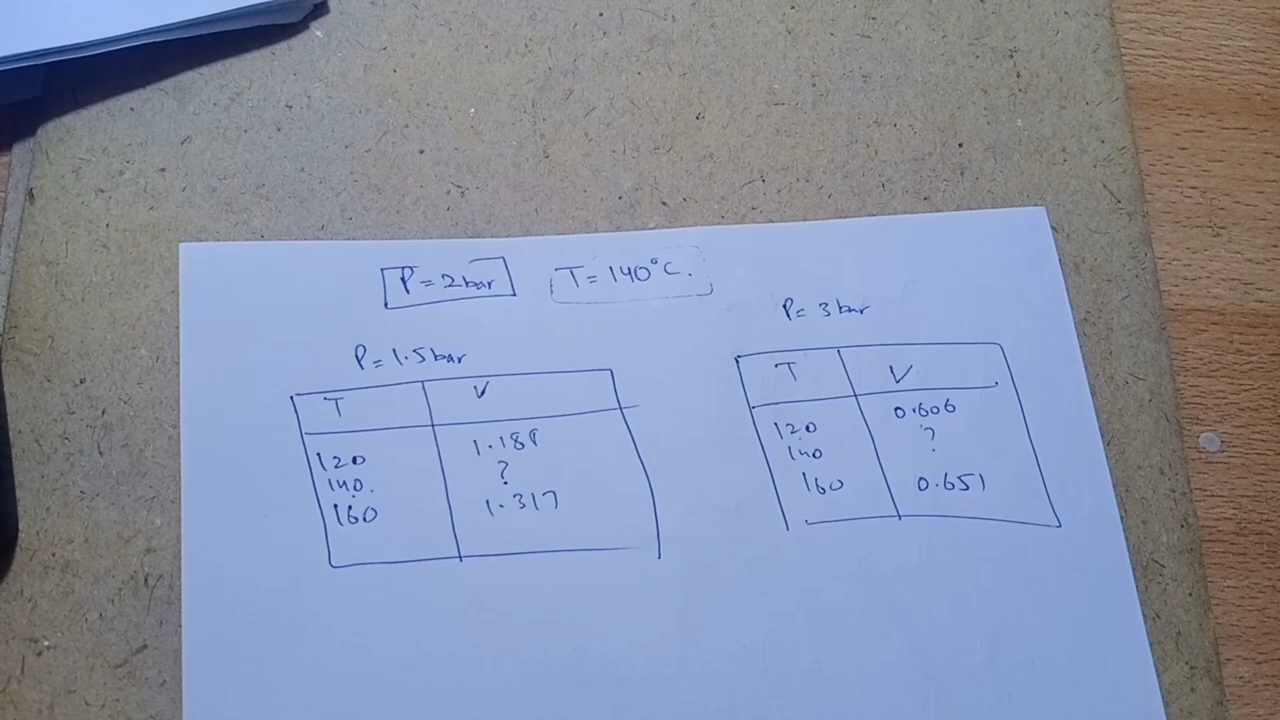 P = 2 bar T = 140°C.
P = 1.5 bar
T V
120 1.188
140. ?
160 1.317
P = 3 bar
T V
120 0.606
140 ?
160 0.651